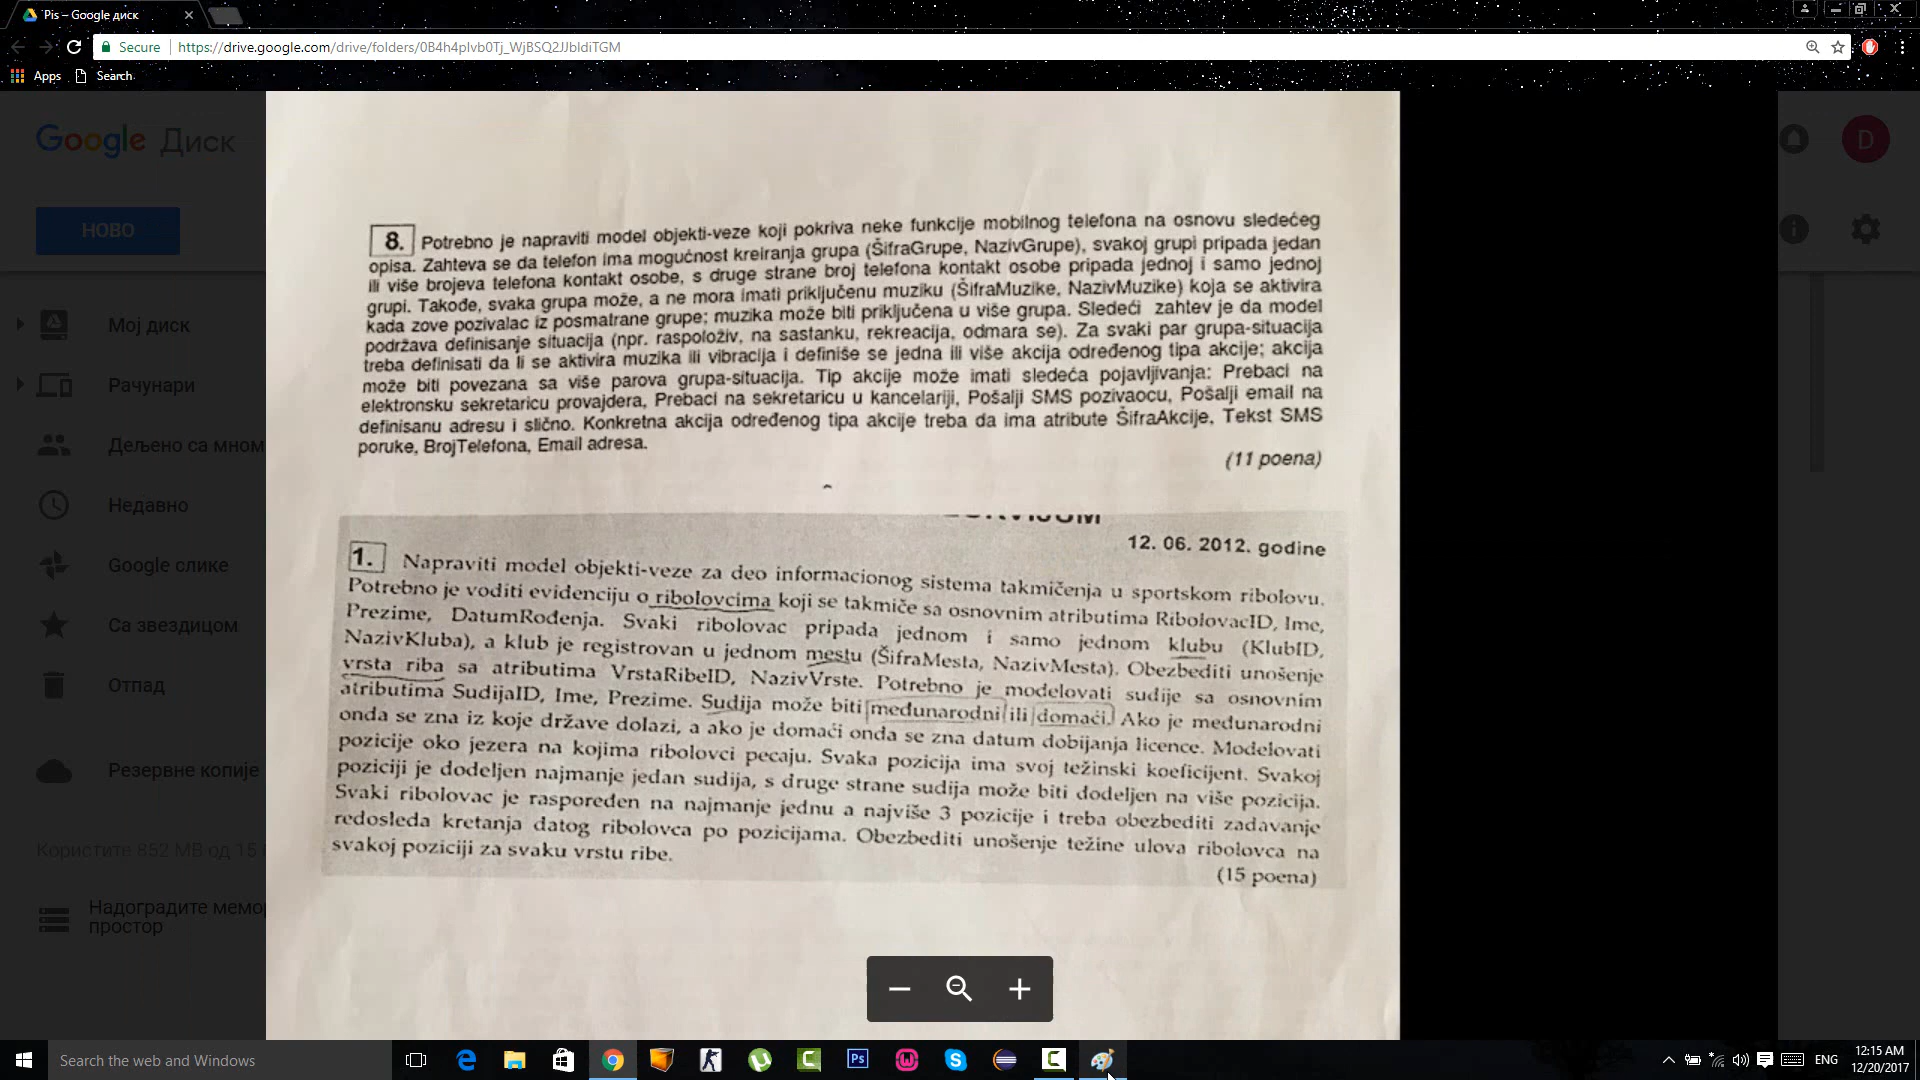 Pis – Google диск
Secure
https://drive.google.com/drive/folders/0B4h4plvb0Tj_WjBSQ2JJbldiTGM
Apps
Search
Google Диск
D
НОВО
Мој диск
Рачунари
Дељено са мном
Недавно
Google слике
Са звездицом
Отпад
Резервне копије
Користите 852 MB од 15
Надоградите
простор
8. Potrebno je napraviti model objekti-veze koji pokriva neke funkcije mobilnog telefona na osnovu sledećeg
opisa. Zahteva se da telefon ima mogućnost kreiranja grupa (ŠifraGrupe, NazivGrupe), svakoj grupi pripada jedan
ili više brojeva telefona kontakt osobe, s druge strane broj telefona kontakt osobe pripada jednoj i samo jednoj
grupi. Takođe, svaka grupa može, a ne mora imati priključenu muziku (ŠifraMuzike, NazivMuzike) koja se aktivira
kada zove pozivalac iz posmatrane grupe; muzika može biti priključena u više grupa. Sledeći zahtev je da model
podržava definisanje situacija (npr. raspoloživ, na sastanku, rekreacija, odmara se). Za svaki par grupa-situacija
treba definisati da li se aktivira muzika ili vibracija i definiše se jedna ili više akcija određenog tipa akcije; akcija
može biti povezana sa više parova grupa-situacija. Tip akcije može imati sledeća pojavljivanja: Prebaci na
elektronsku sekretaricu provajdera, Prebaci na sekretaricu u kancelariji, Pošalji SMS pozivaocu, Pošalji email na
definisanu adresu i slično. Konkretna akcija određenog tipa akcije treba da ima atribute ŠifraAkcije, Tekst SMS
poruke, BrojTelefona, Email adresa.
(11 poena)
12. 06. 2012. godine
1. Napraviti model objekti-veze za deo informacionog sistema takmičenja u sportskom ribolovu.
Potrebno je voditi evidenciju o ribolovcima koji se takmiče sa osnovnim atributima RibolovacID, Ime,
Prezime, DatumRođenja. Svaki ribolovac pripada jednom i samo jednom klubu (KlubID,
NazivKluba), a klub je registrovan u jednom mestu (ŠifraMesta, NazivMesta). Obezbediti unošenje
vrsta riba sa atributima VrstaRibeID, NazivVrste. Potrebno je modelovati sudije sa osnovnim
atributima SudijaID, Ime, Prezime. Sudija može biti međunarodni ili domaći. Ako je međunarodni
onda se zna iz koje države dolazi, a ako je domaći onda se zna datum dobijanja licence. Modelovati
pozicije oko jezera na kojima ribolovci pecaju. Svaka pozicija ima svoj težinski koeficijent. Svakoj
poziciji je dodeljen najmanje jedan sudija, s druge strane sudija može biti dodeljen na više pozicija.
Svaki ribolovac je raspoređen na najmanje jednu a najviše 3 pozicije i treba obezbediti zadavanje
redosleda kretanja datog ribolovca po pozicijama. Obezbediti unošenje težine ulova ribolovca na
svakoj poziciji za svaku vrstu ribe.
(15 poena)
Search the web and Windows
Ps
ENG
12:15 AM
12/20/2017